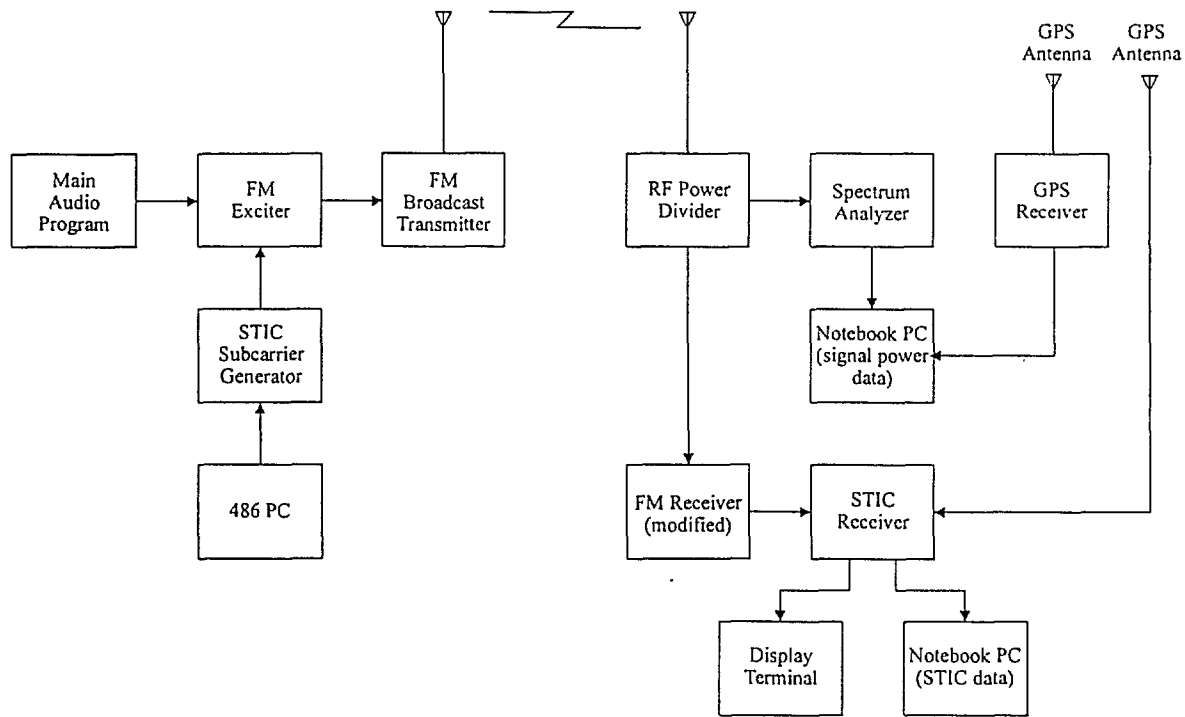 GPS
Antenna
GPS
Antenna
Main
Audio
Program
FM
Exciter
FM
Broadcast
Transmitter
RF Power
Divider
Spectrum
Analyzer
GPS
Receiver
STIC
Subcarrier
Generator
Notebook PC
(signal power
data)
486 PC
FM Receiver
(modified)
STIC
Receiver
Display
Terminal
Notebook PC
(STIC data)